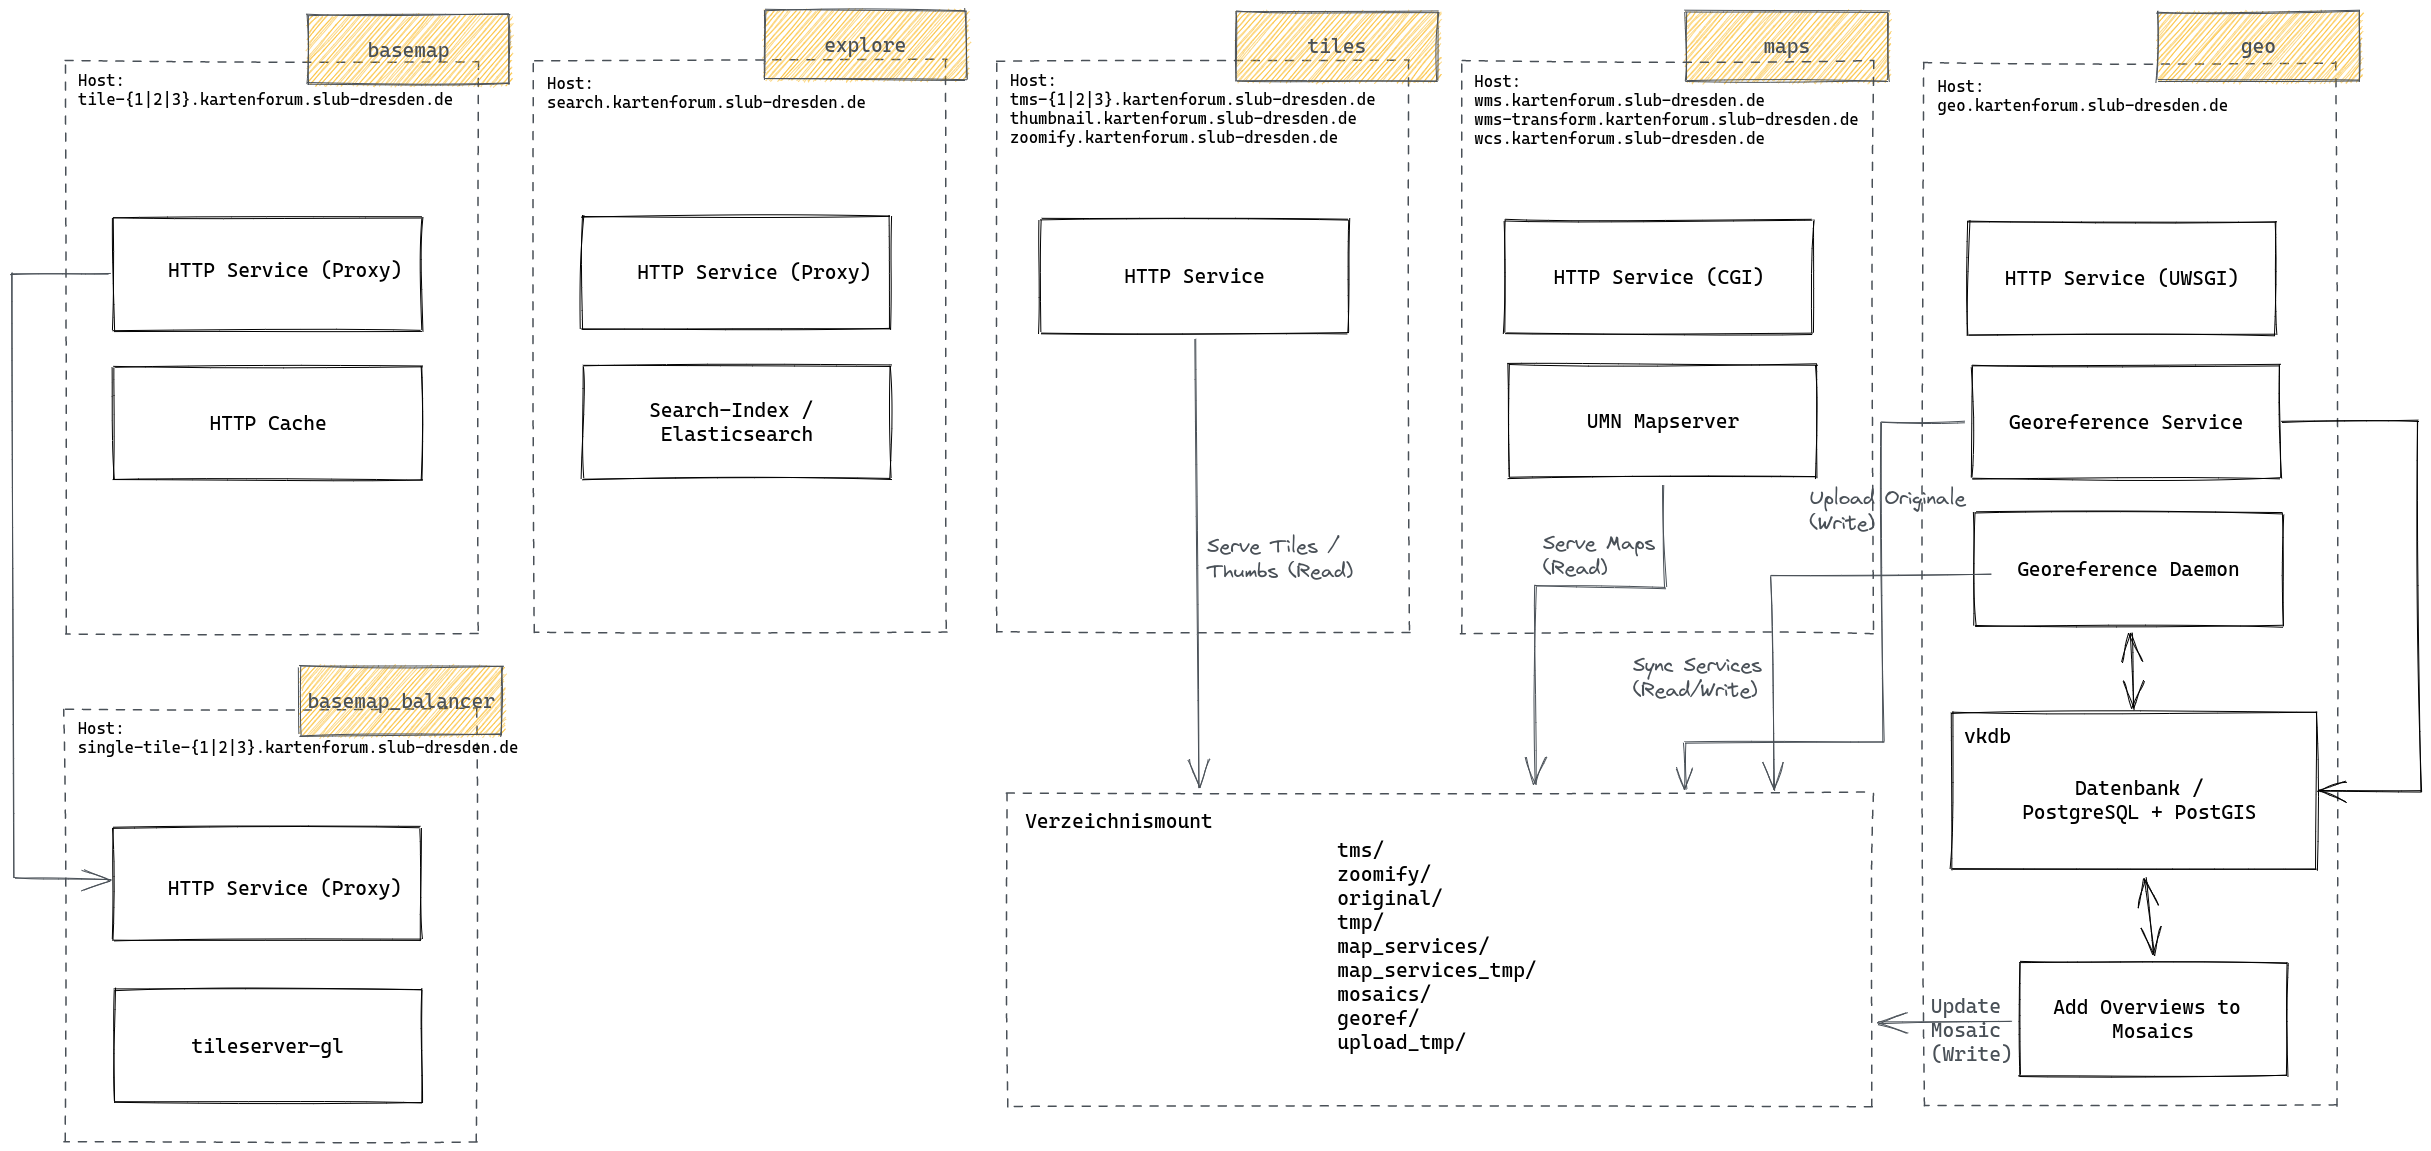 basemap
Host:
tile-{1|2|3}.kartenforum.slub-dresden.de
HTTP Service (Proxy)
HTTP Cache
explore
Host:
search.kartenforum.slub-dresden.de
HTTP Service (Proxy)
Search-Index /
Elasticsearch
tiles
Host:
tms-{1|2|3}.kartenforum.slub-dresden.de
thumbnail.kartenforum.slub-dresden.de
zoomify.kartenforum.slub-dresden.de
HTTP Service
Serve Tiles /
Thumbs (Read)
maps
Host:
wms.kartenforum.slub-dresden.de
wms-transform.kartenforum.slub-dresden.de
wcs.kartenforum.slub-dresden.de
HTTP Service (CGI)
UMN Mapserver
Serve Maps
(Read)
Upload Originale
(Write)
Sync Services
(Read/Write)
geo
Host:
geo.kartenforum.slub-dresden.de
HTTP Service (UWSGI)
Georeference Service
Georeference Daemon
vkdb
Datenbank /
PostgreSQL + PostGIS
Add Overviews to
Mosaics
Update
Mosaic
(Write)
basemap_balancer
Host:
single-tile-{1|2|3}.kartenforum.slub-dresden.de
HTTP Service (Proxy)
tileserver-gl
Verzeichnismount
tms/
zoomify/
original/
tmp/
map_services/
map_services_tmp/
mosaics/
georef/
upload_tmp/